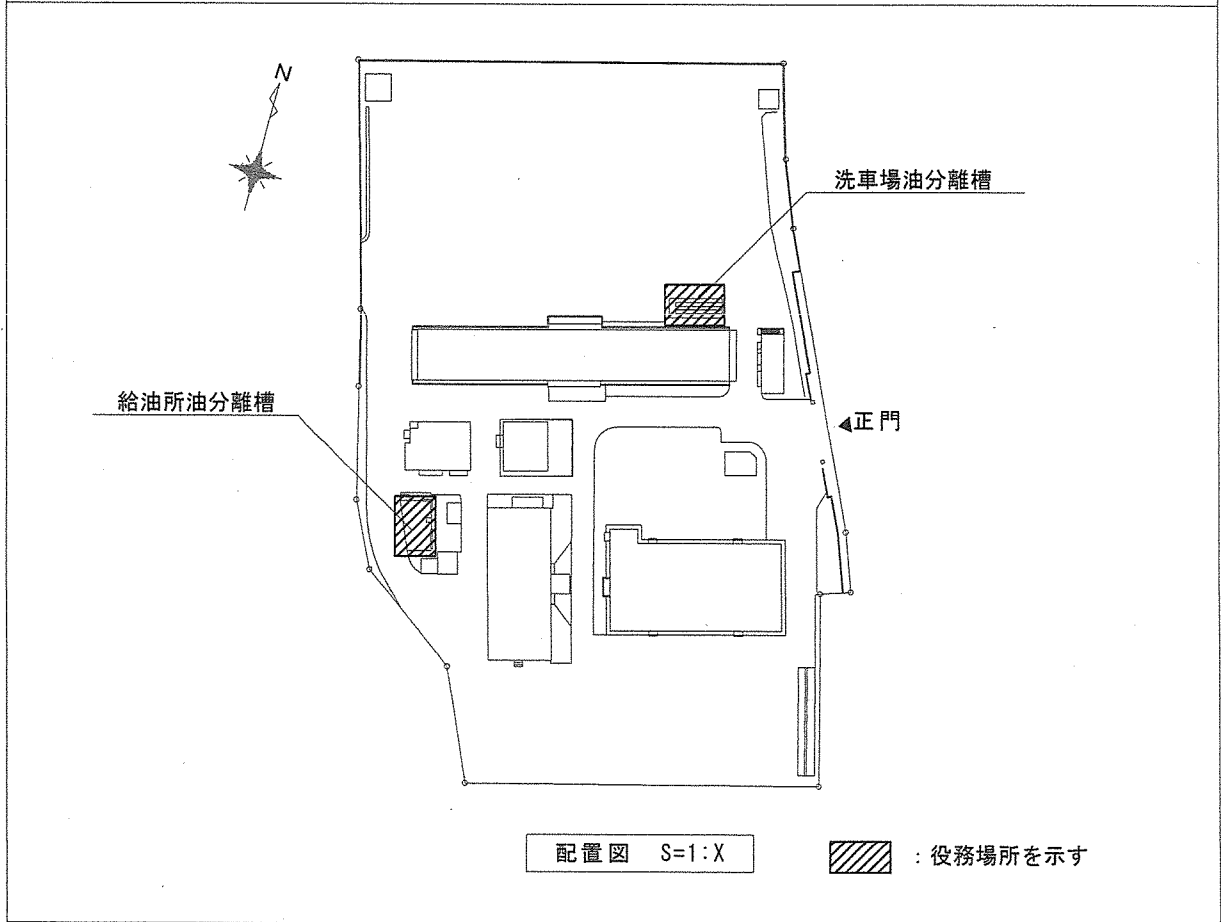 N
洗車場油分離槽
給油所油分離槽
正門
配置図 S=1:X
:役務場所を示す